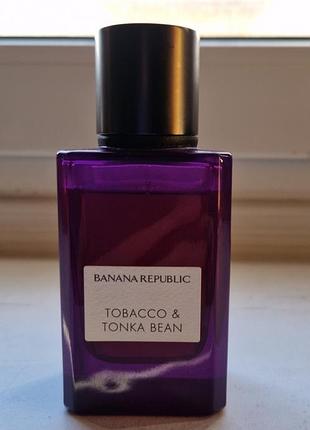 BANANA REPUBLIC
TOBACCO &
TONKA BEAN